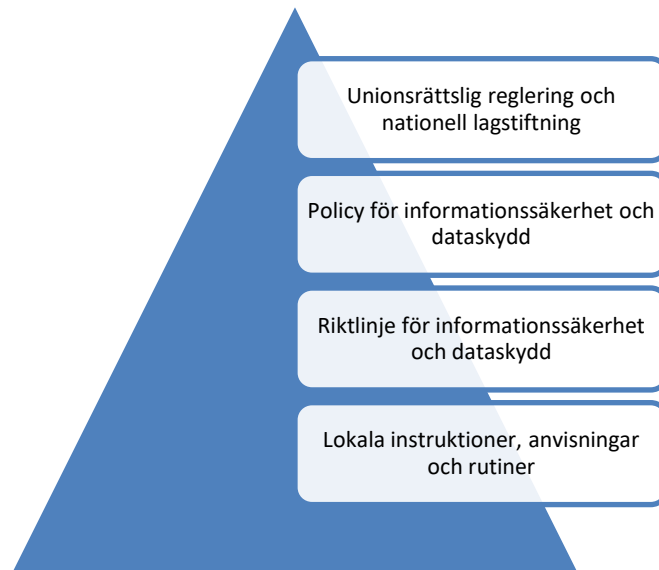 Unionsrättslig reglering och
nationell lagstiftning
Policy för informationssäkerhet och
dataskydd
Riktlinje för informationssäkerhet
och dataskydd
Lokala instruktioner, anvisningar
och rutiner